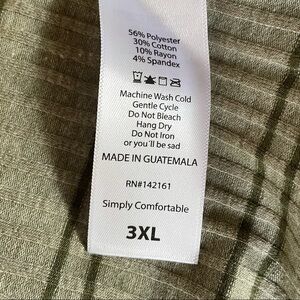 56% Polyester
30% Cotton
10% Rayon
4% Spandex
Machine Wash Cold
Gentle Cycle
Do Not Bleach
Hang Dry
Do Not Iron
or you'll be sad
MADE IN GUATEMALA
RN#142161
Simply Comfortable
3XL